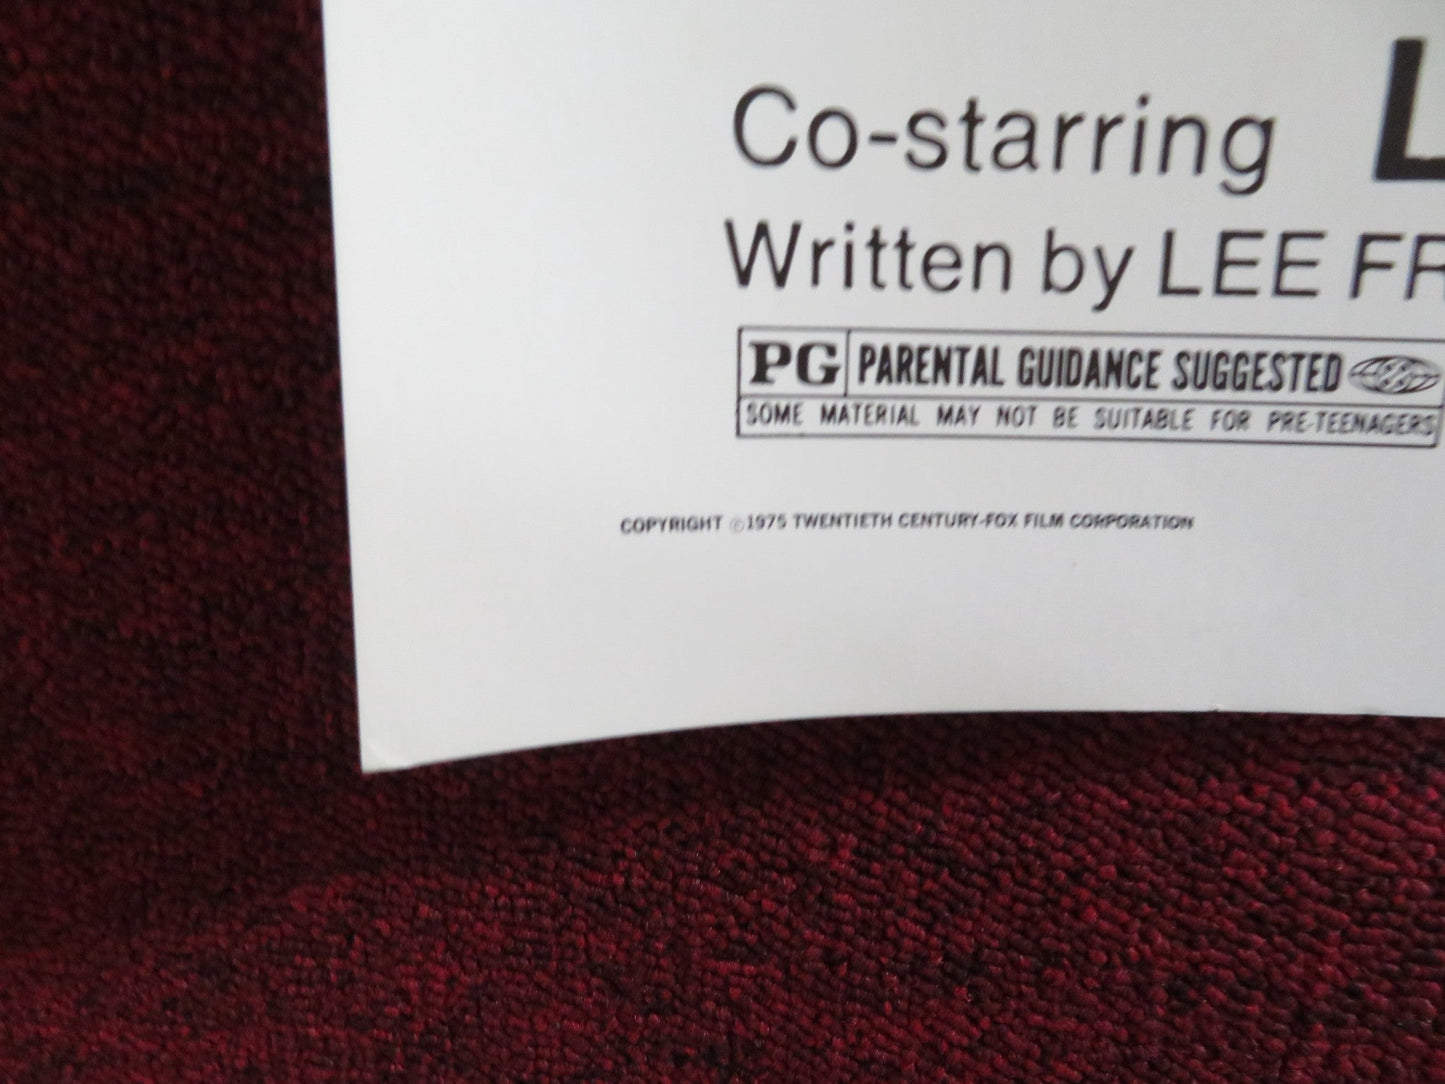 Co-starring L
Written by LEE FR
PG PARENTAL GUIDANCE SUGGESTED
SOME MATERIAL MAY NOT BE SUITABLE FOR PRE-TEENAGERS
COPYRIGHT ©1975 TWENTIETH CENTURY-FOX FILM CORPORATION